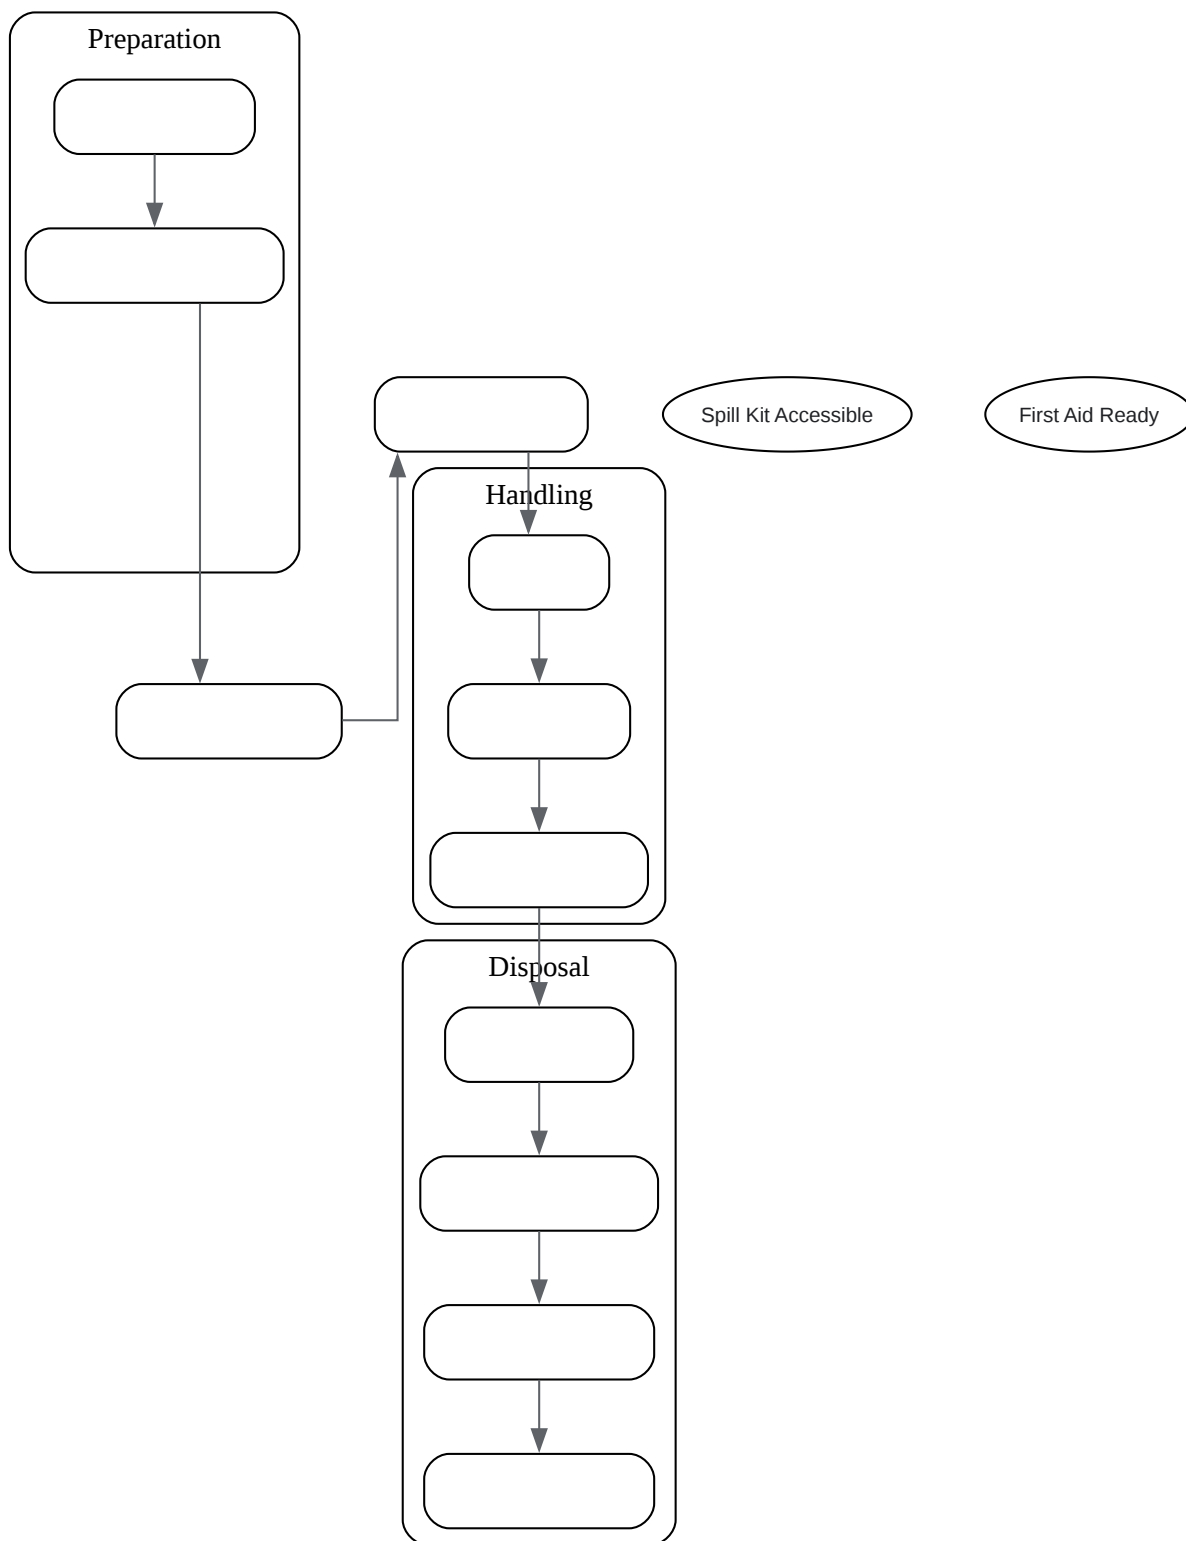 Preparation
Spill Kit Accessible
First Aid Ready
Handling
Disposal